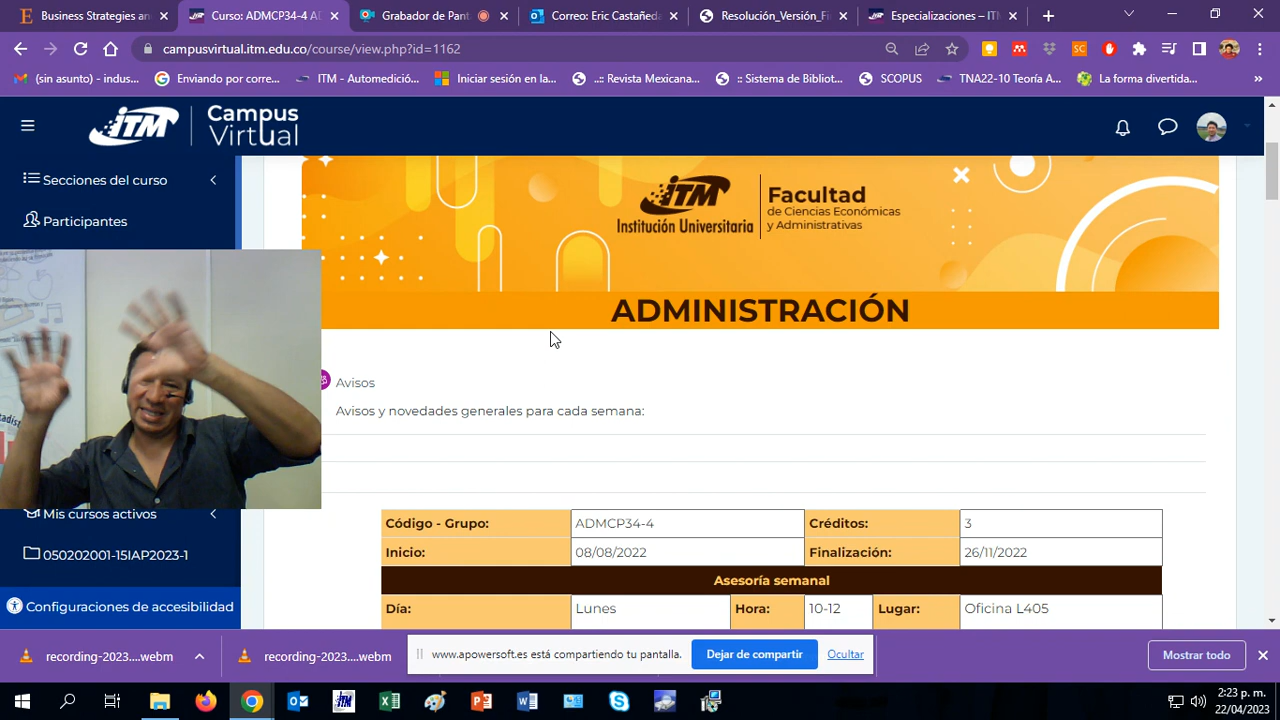 Business Strategies an
Curso: ADMCP34-4 AD
Grabador de Pant
Correo: Eric Castañeda
Resolución_Versión_Fi
Especializaciones – ITM
campusvirtual.itm.edu.co/course/view.php?id=1162
(sin asunto) - indus...
Enviando por corre...
ITM - Automedició...
Iniciar sesión en la...
..:: Revista Mexicana...
:: Sistema de Bibliot...
SCOPUS
TNA22-10 Teoría A...
La forma divertida...
»
iTM
Campus
Virtual
Secciones del curso
Participantes
iTM
Institución Universitaria
Facultad
de Ciencias Económicas
y Administrativas
ADMINISTRACIÓN
Avisos
Avisos y novedades generales para cada semana:
Mis cursos activos
050202001-15IAP2023-1
Configuraciones de accesibilidad
Código - Grupo: ADMCP34-4 Créditos: 3
Inicio: 08/08/2022 Finalización: 26/11/2022
Asesoría semanal
Día: Lunes Hora: 10-12 Lugar: Oficina L405
recording-2023....webm
recording-2023....webm
www.apowersoft.es está compartiendo tu pantalla.
Dejar de compartir
Ocultar
Mostrar todo
2:23 p. m.
22/04/2023